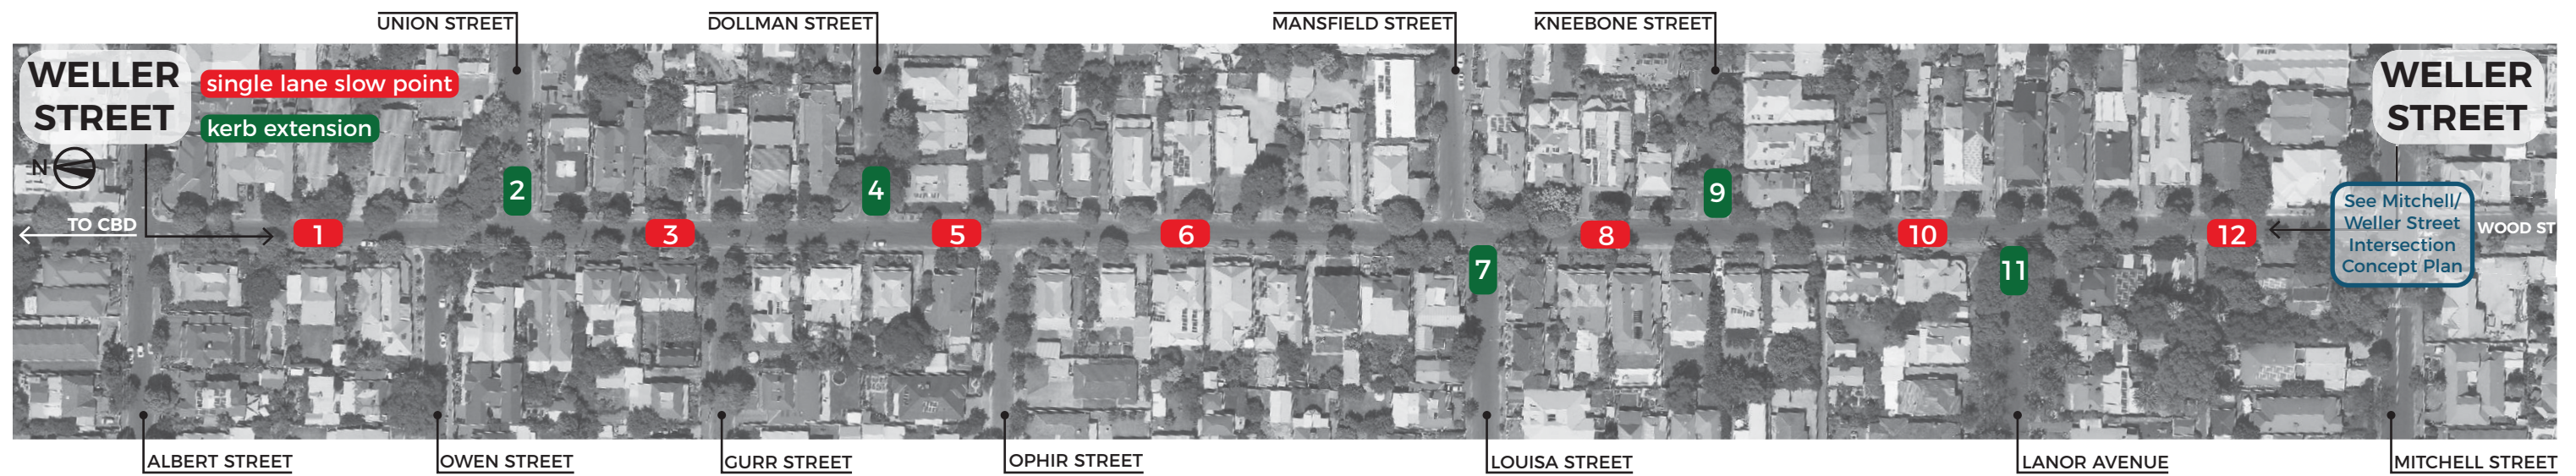 UNION STREET
DOLLMAN STREET
MANSFIELD STREET
KNEEBONE STREET
WELLER
STREET
single lane slow point
kerb extension
N
TO CBD
1
2
3
4
5
6
7
8
9
10
11
12
WELLER
STREET
See Mitchell/
Weller Street
Intersection
Concept Plan
WOOD ST
ALBERT STREET
OWEN STREET
GURR STREET
OPHIR STREET
LOUISA STREET
LANOR AVENUE
MITCHELL STREET